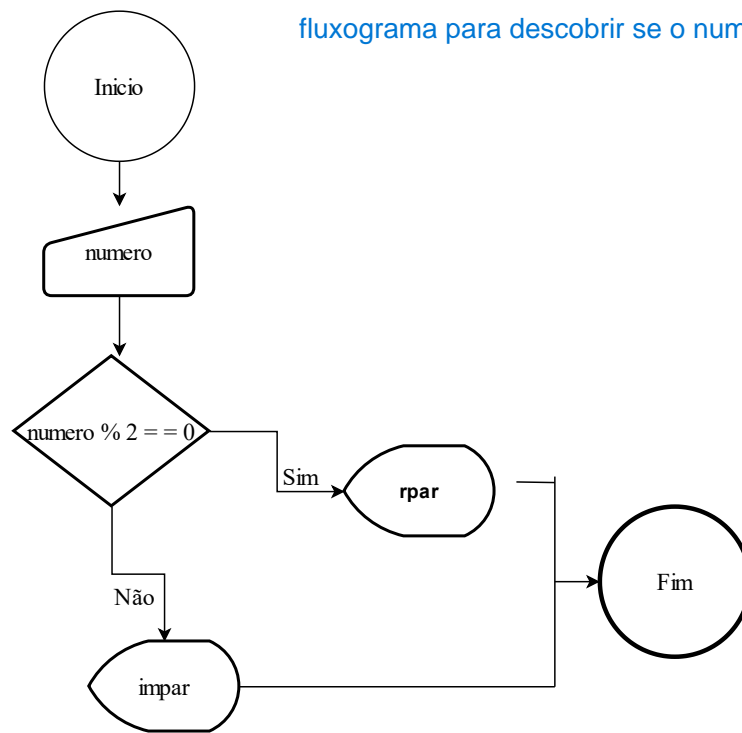 fluxograma para descobrir se o num
Inicio
numero
numero % 2 = = 0
Sim
rpar
Não
impar
Fim